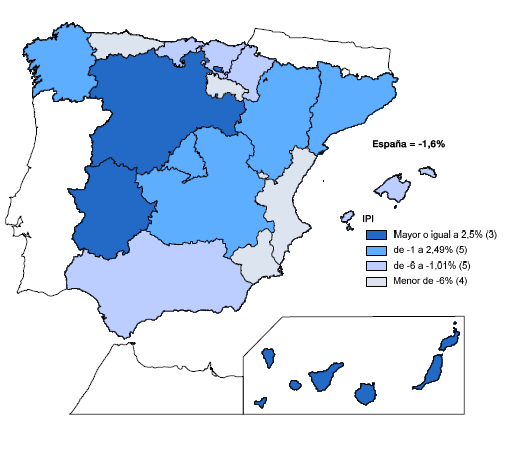 España = -1,6%
IPI
Mayor o igual a 2,5% (3)
de -1 a 2,49% (5)
de -6 a -1,01% (5)
Menor de -6% (4)